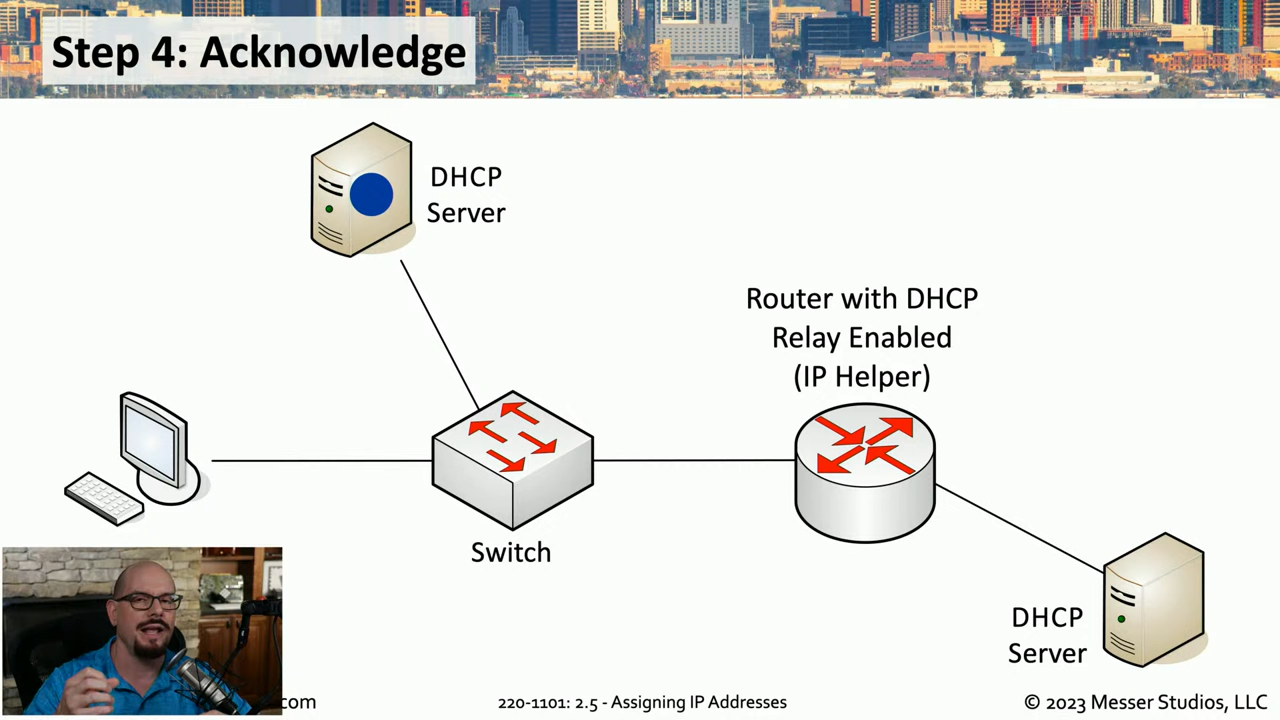 Step 4: Acknowledge
DHCP
Server
Router with DHCP
Relay Enabled
(IP Helper)
Switch
DHCP
Server
.com
220-1101: 2.5 - Assigning IP Addresses
© 2023 Messer Studios, LLC